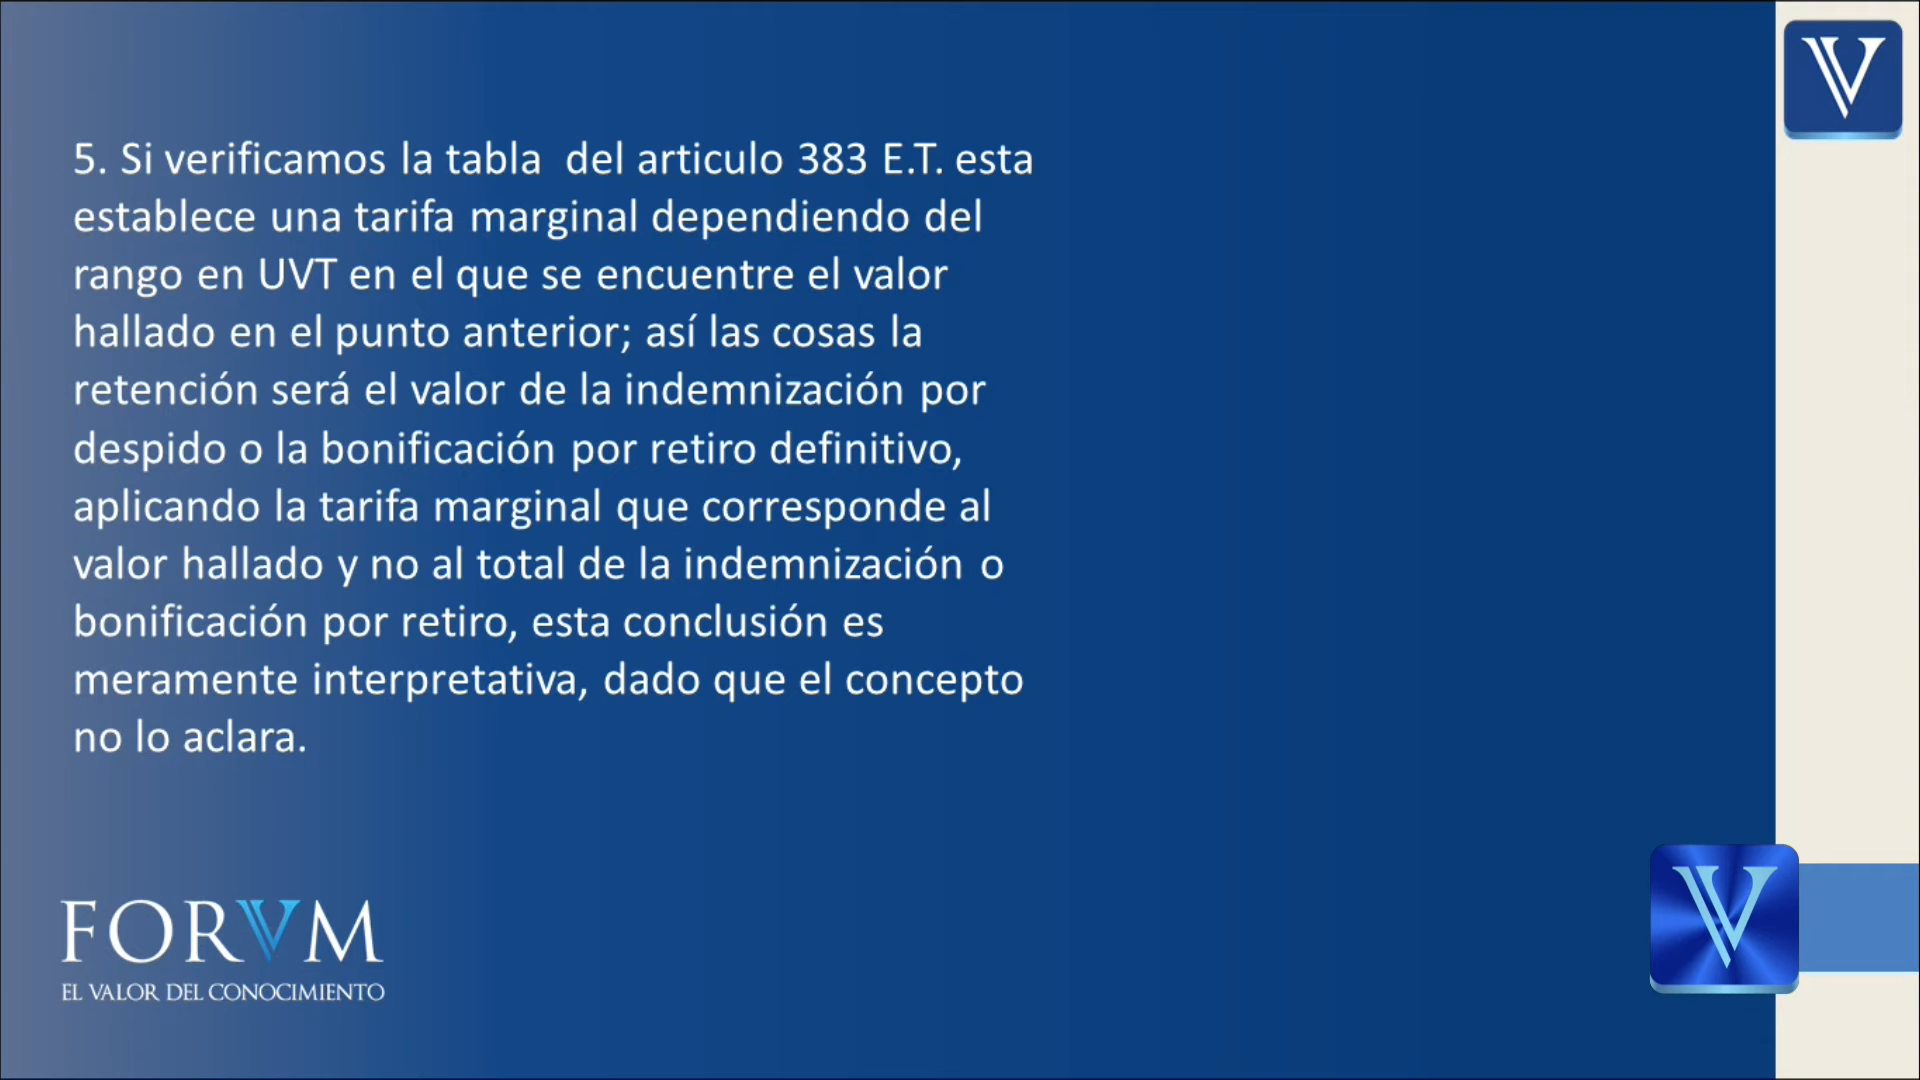 5. Si verificamos la tabla  del articulo 383 E.T. esta
establece una tarifa marginal dependiendo del
rango en UVT en el que se encuentre el valor
hallado en el punto anterior; así las cosas la
retención será el valor de la indemnización por
despido o la bonificación por retiro definitivo,
aplicando la tarifa marginal que corresponde al
valor hallado y no al total de la indemnización o
bonificación por retiro, esta conclusión es
meramente interpretativa, dado que el concepto
no lo aclara.
FORVM
EL VALOR DEL CONOCIMIENTO
V
V